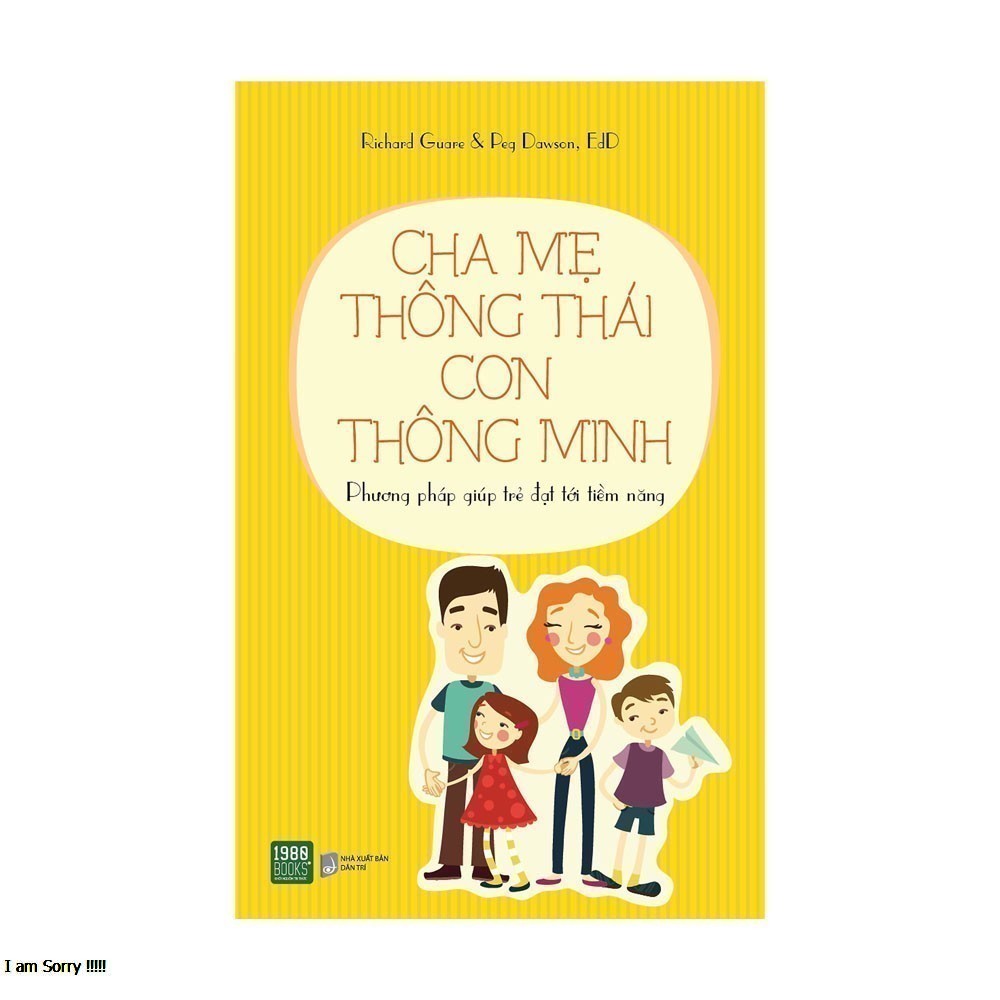 Richard Guare & Peg Dawson, EdD
CHA MẸ
THÔNG THÁI
CON
THÔNG MINH
Phương pháp giúp trẻ đạt tới tiềm năng
1980
BOOKS
NHÀ XUẤT BẢN
DÂN TRÍ
I am Sorry !!!!!